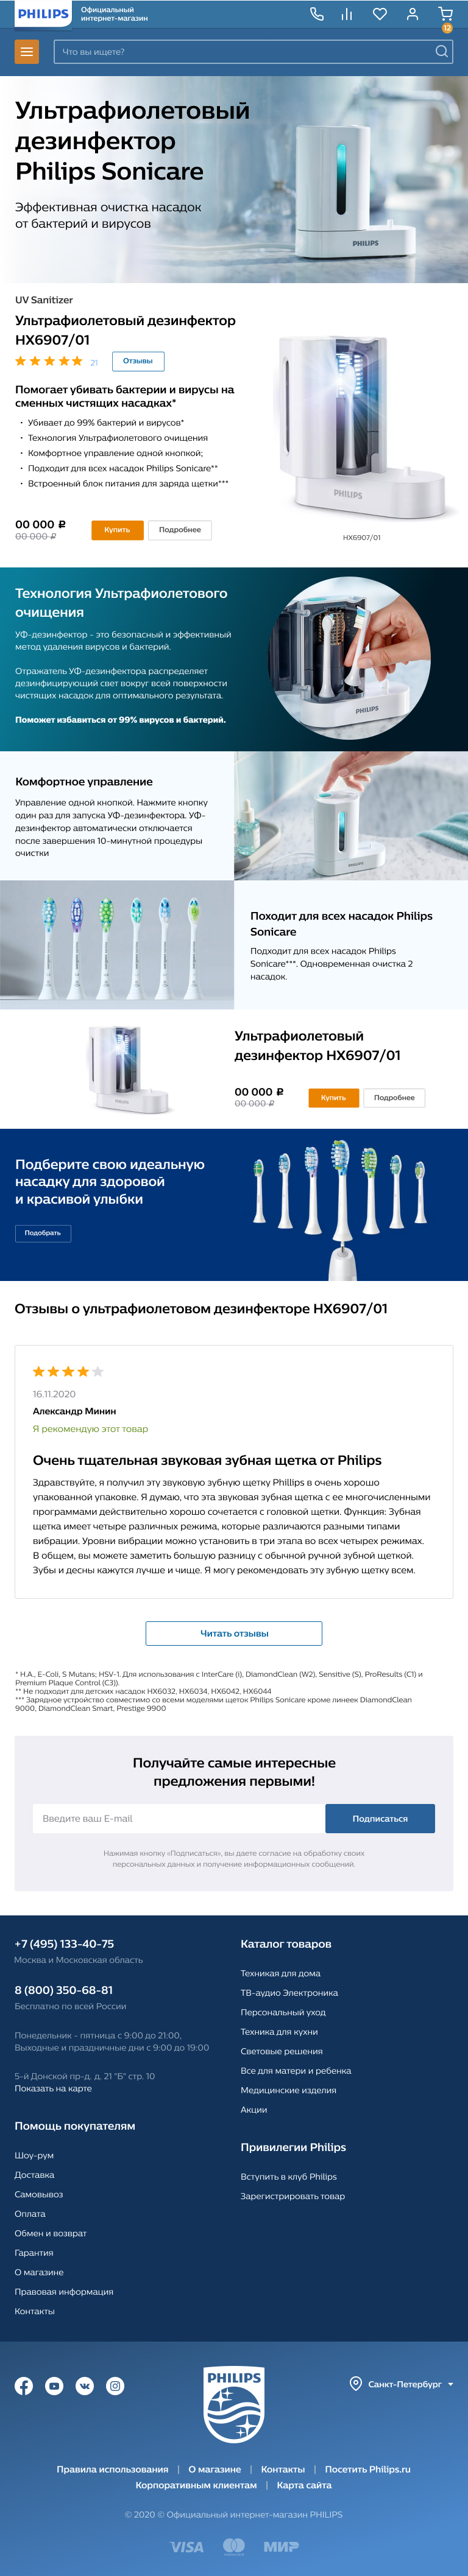 PHILIPS
Официальный
интернет-магазин
12
Что вы ищете?
Ультрафиолетовый
дезинфектор
Philips Sonicare
Эффективная очистка насадок
от бактерий и вирусов
PHILIPS
UV Sanitizer
Ультрафиолетовый дезинфектор
HX6907/01
21
Отзывы
Помогает убивать бактерии и вирусы на
сменных чистящих насадках*
· Убивает до 99% бактерий и вирусов*
· Технология Ультрафиолетового очищения
· Комфортное управление одной кнопкой;
· Подходит для всех насадок Philips Sonicare**
· Встроенный блок питания для заряда щетки***
00 000 ₽
00 000 ₽
Купить
Подробнее
PHILIPS
HX6907/01
Технология Ультрафиолетового
очищения
УФ-дезинфектор - это безопасный и эффективный
метод удаления вирусов и бактерий.
Отражатель УФ-дезинфектора распределяет
дезинфицирующий свет вокруг всей поверхности
чистящих насадок для оптимального результата.
Поможет избавиться от 99% вирусов и бактерий.
PHILIPS
Комфортное управление
Управление одной кнопкой. Нажмите кнопку
один раз для запуска УФ-дезинфектора. УФ-
дезинфектор автоматически отключается
после завершения 10-минутной процедуры
очистки
PHILIPS
Походит для всех насадок Philips
Sonicare
Подходит для всех насадок Philips
Sonicare***. Одновременная очистка 2
насадок.
Ультрафиолетовый
дезинфектор HX6907/01
00 000 ₽
00 000 ₽
Купить
Подробнее
Подберите свою идеальную
насадку для здоровой
и красивой улыбки
Подобрать
Отзывы о ультрафиолетовом дезинфекторе HX6907/01
16.11.2020
Александр Минин
Я рекомендую этот товар
Очень тщательная звуковая зубная щетка от Philips
Здравствуйте, я получил эту звуковую зубную щетку Phillips в очень хорошо
упакованной упаковке. Я думаю, что эта звуковая зубная щетка с ее многочисленными
программами действительно хорошо сочетается с головкой щетки. Функция: Зубная
щетка имеет четыре различных режима, которые различаются разными типами
вибрации. Уровни вибрации можно установить в три этапа во всех четырех режимах.
В общем, вы можете заметить большую разницу с обычной ручной зубной щеткой.
Зубы и десны кажутся лучше и чище. Я могу рекомендовать эту зубную щетку всем.
Читать отзывы
* H.A., E-Coli, S Mutans; HSV-1. Для использования с InterCare (i), DiamondClean (W2), Sensitive (S), ProResults (C1) и
Premium Plaque Control (C3)).
** Не подходит для детских насадок HX6032, HX6034, HX6042, HX6044
*** Зарядное устройство совместимо со всеми моделями щеток Philips Sonicare кроме линеек DiamondClean
9000, DiamondClean Smart, Prestige 9900
Получайте самые интересные
предложения первыми!
Введите ваш E-mail
Подписаться
Нажимая кнопку «Подписаться», вы даете согласие на обработку своих
персональных данных и получение информационных сообщений.
+7 (495) 133-40-75
Москва и Московская область
8 (800) 350-68-81
Бесплатно по всей России
Понедельник - пятница с 9:00 до 21:00,
Выходные и праздничные дни с 9:00 до 19:00
5-й Донской пр-д. д. 21 "Б" стр. 10
Показать на карте
Помощь покупателям
Шоу-рум
Доставка
Самовывоз
Оплата
Обмен и возврат
Гарантия
О магазине
Правовая информация
Контакты
Каталог товаров
Техникая для дома
ТВ-аудио Электроника
Персональный уход
Техника для кухни
Световые решения
Все для матери и ребенка
Медицинские изделия
Акции
Привилегии Philips
Вступить в клуб Philips
Зарегистрировать товар
PHILIPS
Санкт-Петербург
Правила использования | О магазине | Контакты | Посетить Philips.ru
Корпоративным клиентам | Карта сайта
© 2020 © Официальный интернет-магазин PHILIPS
VISA
МИР